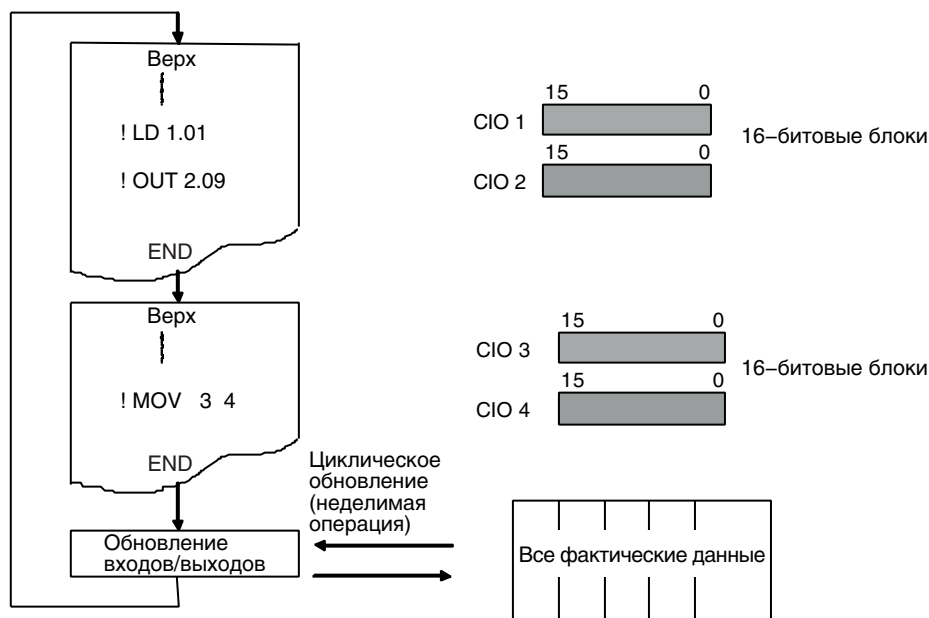 Верх
! LD 1.01
! OUT 2.09
END
15 0
CIO 1
15 0
CIO 2
16–битовые блоки
Верх
! MOV 3 4
END
15 0
CIO 3
15 0
CIO 4
16–битовые блоки
Циклическое
обновление
(неделимая
операция)
Обновление
входов/выходов
Все фактические данные